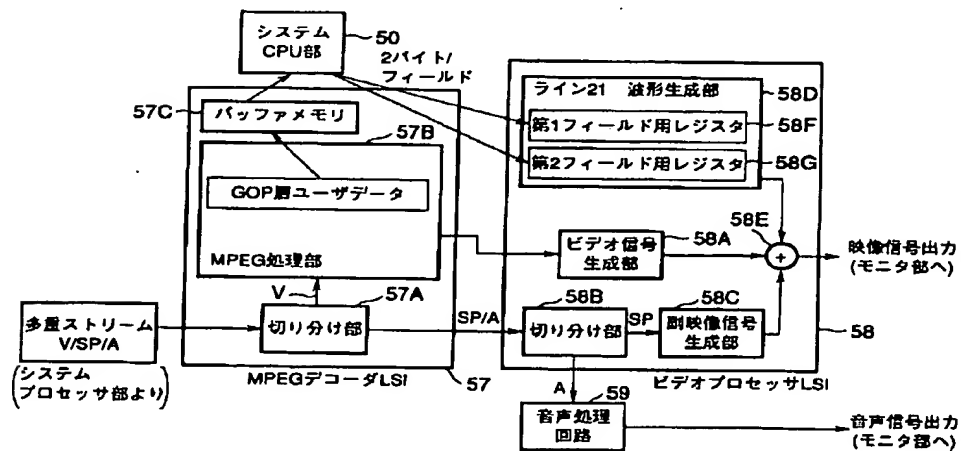 システム
CPU部
50
2バイト/
フィールド
57C
バッファメモリ
57B
GOP層ユーザデータ
MPEG処理部
V
57A
多重ストリーム
V/SP/A
切り分け部
SP/A
(システム
プロセッサ部より)
MPEGデコーダLSI
57
ライン21 波形生成部
58D
第1フィールド用レジスタ
58F
第2フィールド用レジスタ
58G
58E
ビデオ信号
生成部
58A
+
映像信号出力
(モニタ部へ)
58B
切り分け部
SP
58C
副映像信号
生成部
58
ビデオプロセッサLSI
A
59
音声処理
回路
音声信号出力
(モニタ部へ)